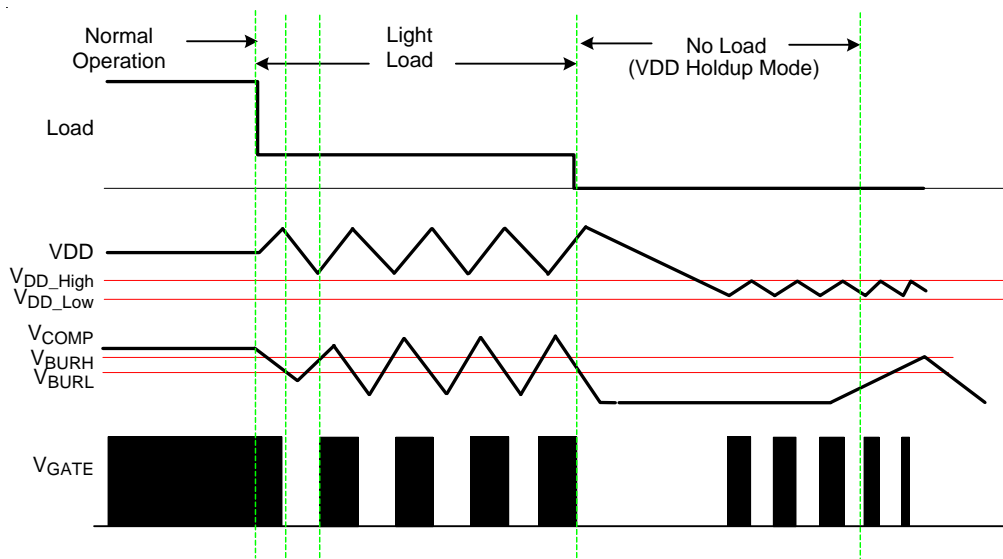 Normal
Operation
Light
Load
No Load
(VDD Holdup Mode)
Load
VDD
VDD_High
VDD_Low
VCOMP
VBURH
VBURL
VGATE